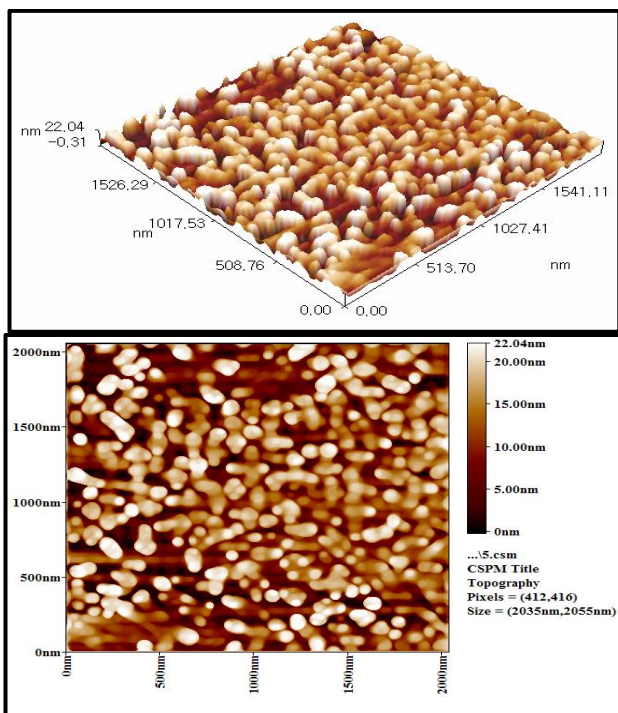 nm 22.04
-0.31
1526.29
1017.53
nm
508.76
0.00
0.00
513.70
1027.41
1541.11
nm
2000nm
1500nm
1000nm
500nm
0nm
0nm
500nm
1000nm
1500nm
2000nm
22.04nm
20.00nm
15.00nm
10.00nm
5.00nm
0nm
...\5.csm
CSPM Title
Topography
Pixels = (412,416)
Size = (2035nm,2055nm)